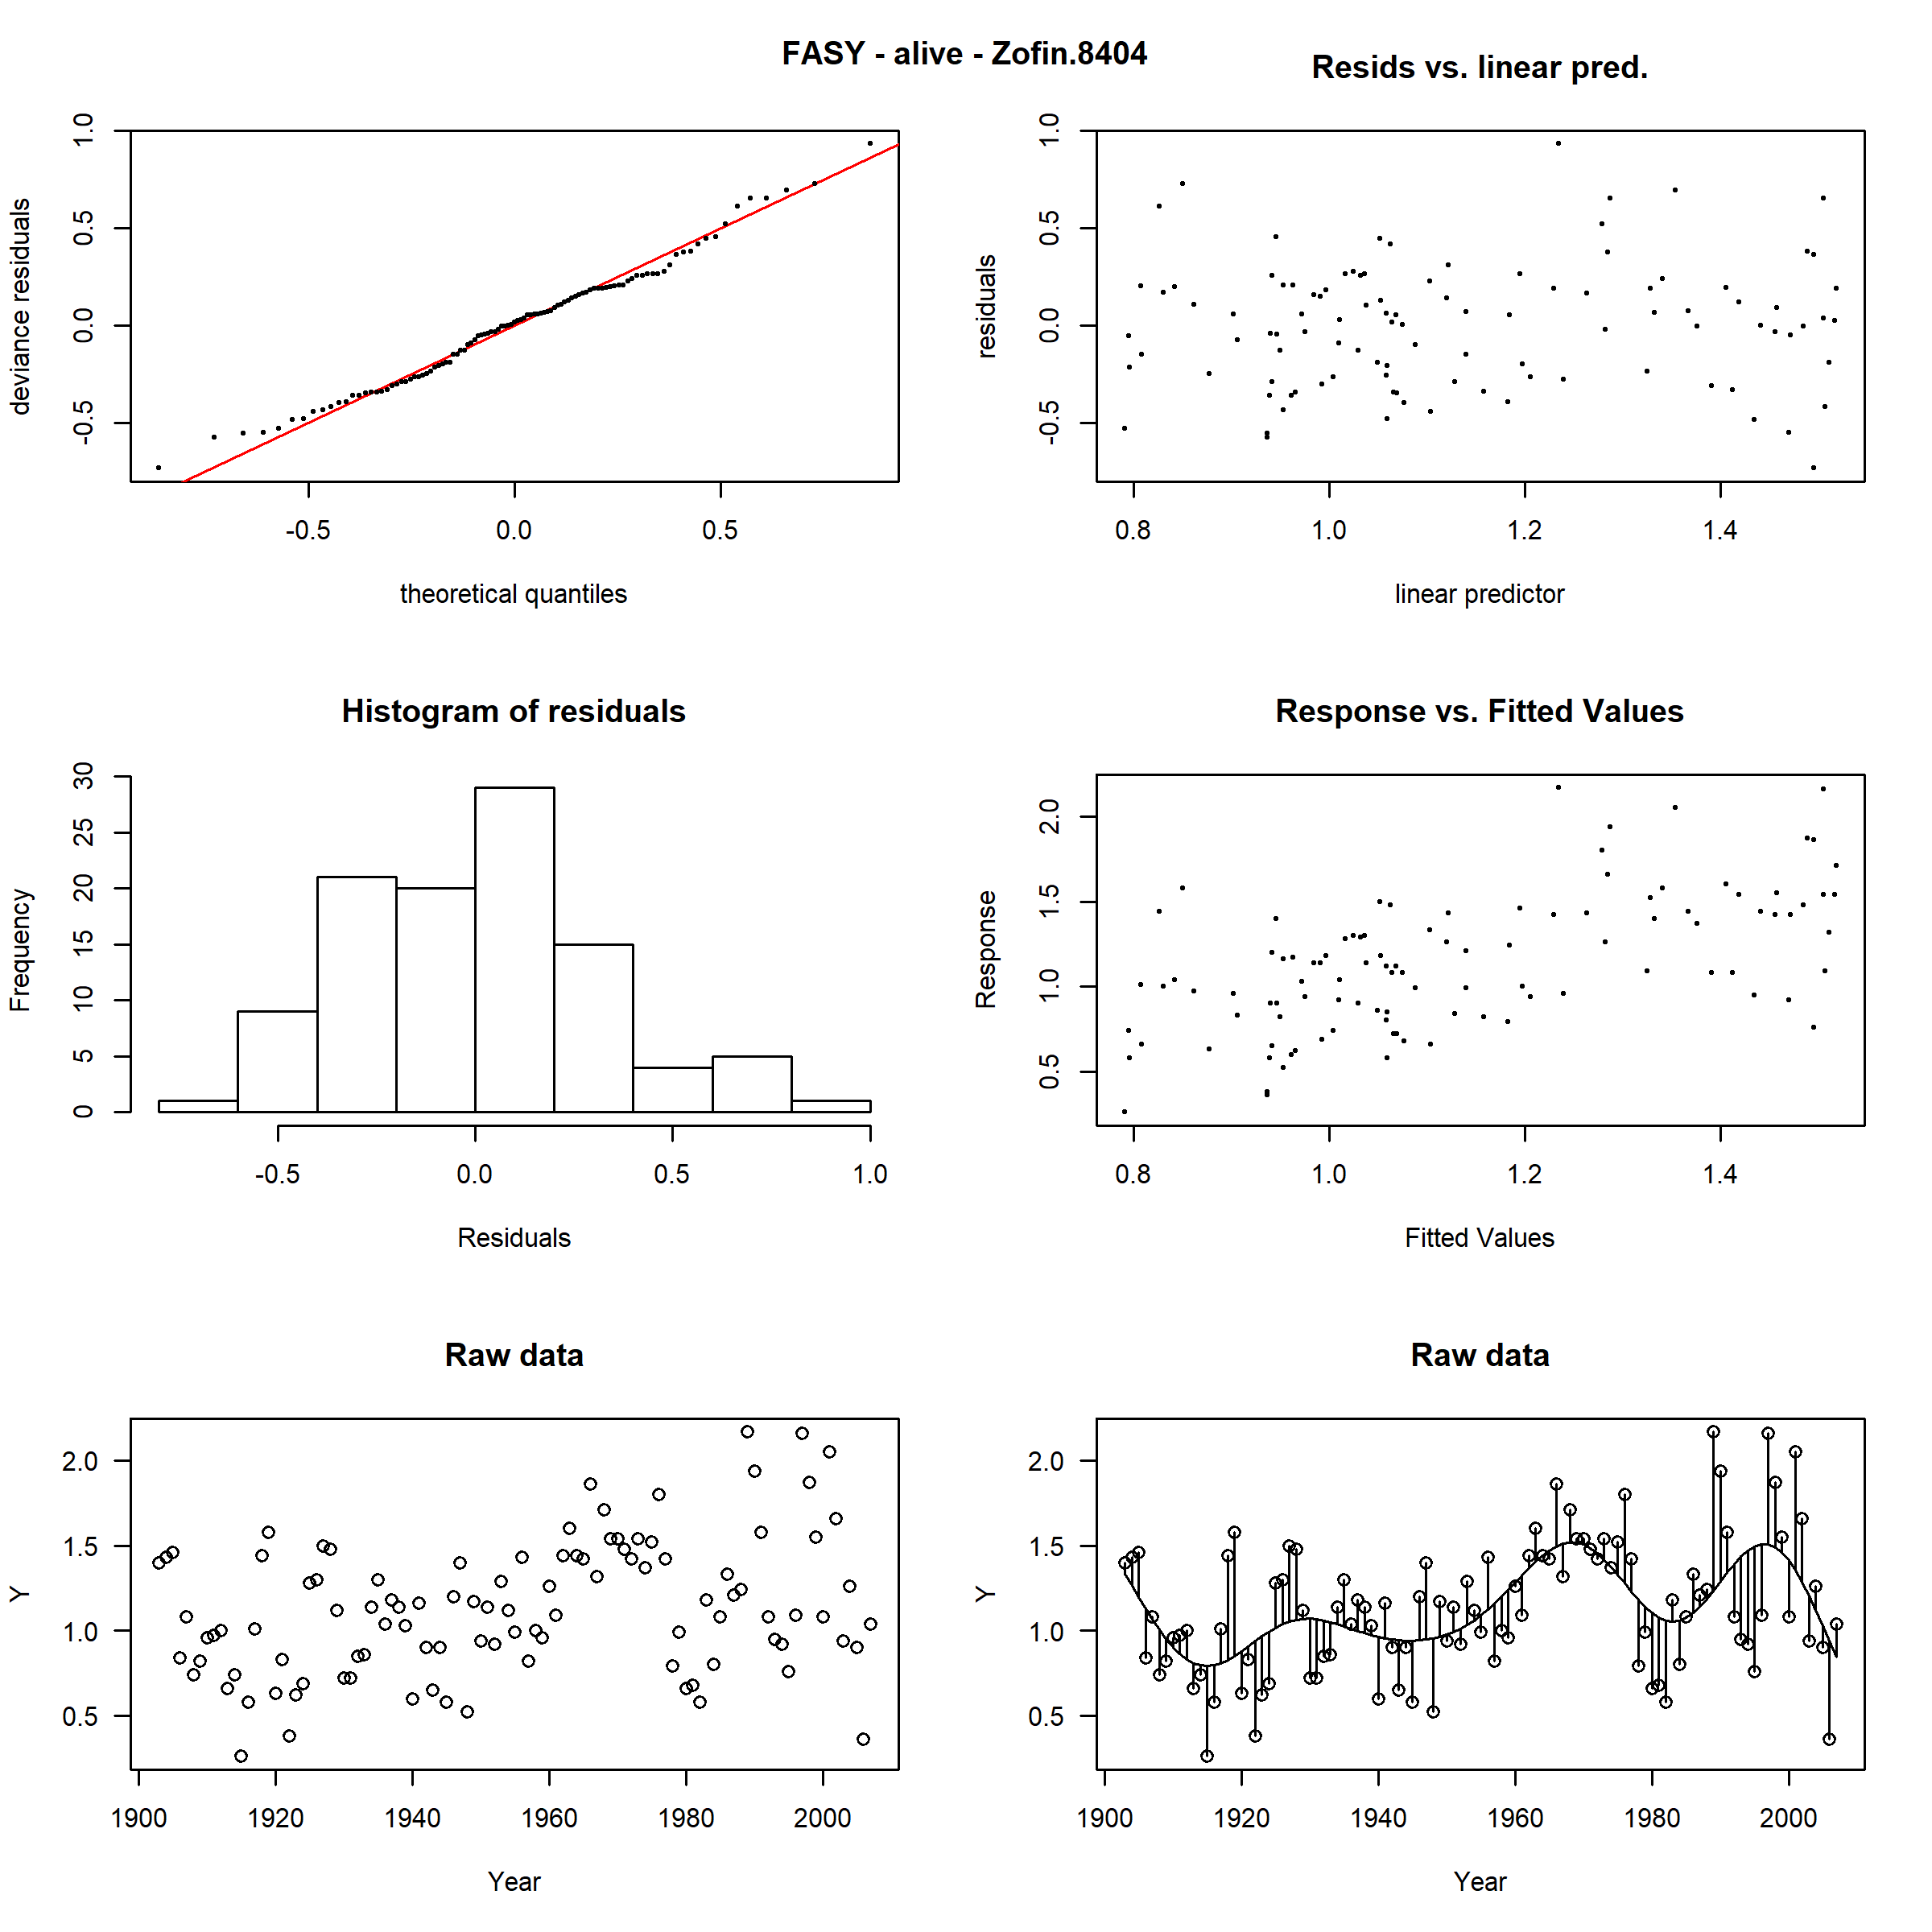 FASY - alive - Zofin.8404
Resids vs. linear pred.
deviance residuals
-0.5 0.0 0.5 1.0
-0.5 0.0 0.5
theoretical quantiles
residuals
-0.5 0.0 0.5 1.0
0.8 1.0 1.2 1.4
linear predictor
Histogram of residuals
Frequency
0 5 10 15 20 25 30
-0.5 0.0 0.5 1.0
Residuals
Response vs. Fitted Values
Response
0.5 1.0 1.5 2.0
0.8 1.0 1.2 1.4
Fitted Values
Raw data
Y
2.0
1.5
1.0
0.5
1900 1920 1940 1960 1980 2000
Year
Raw data
Y
2.0
1.5
1.0
0.5
1900 1920 1940 1960 1980 2000
Year